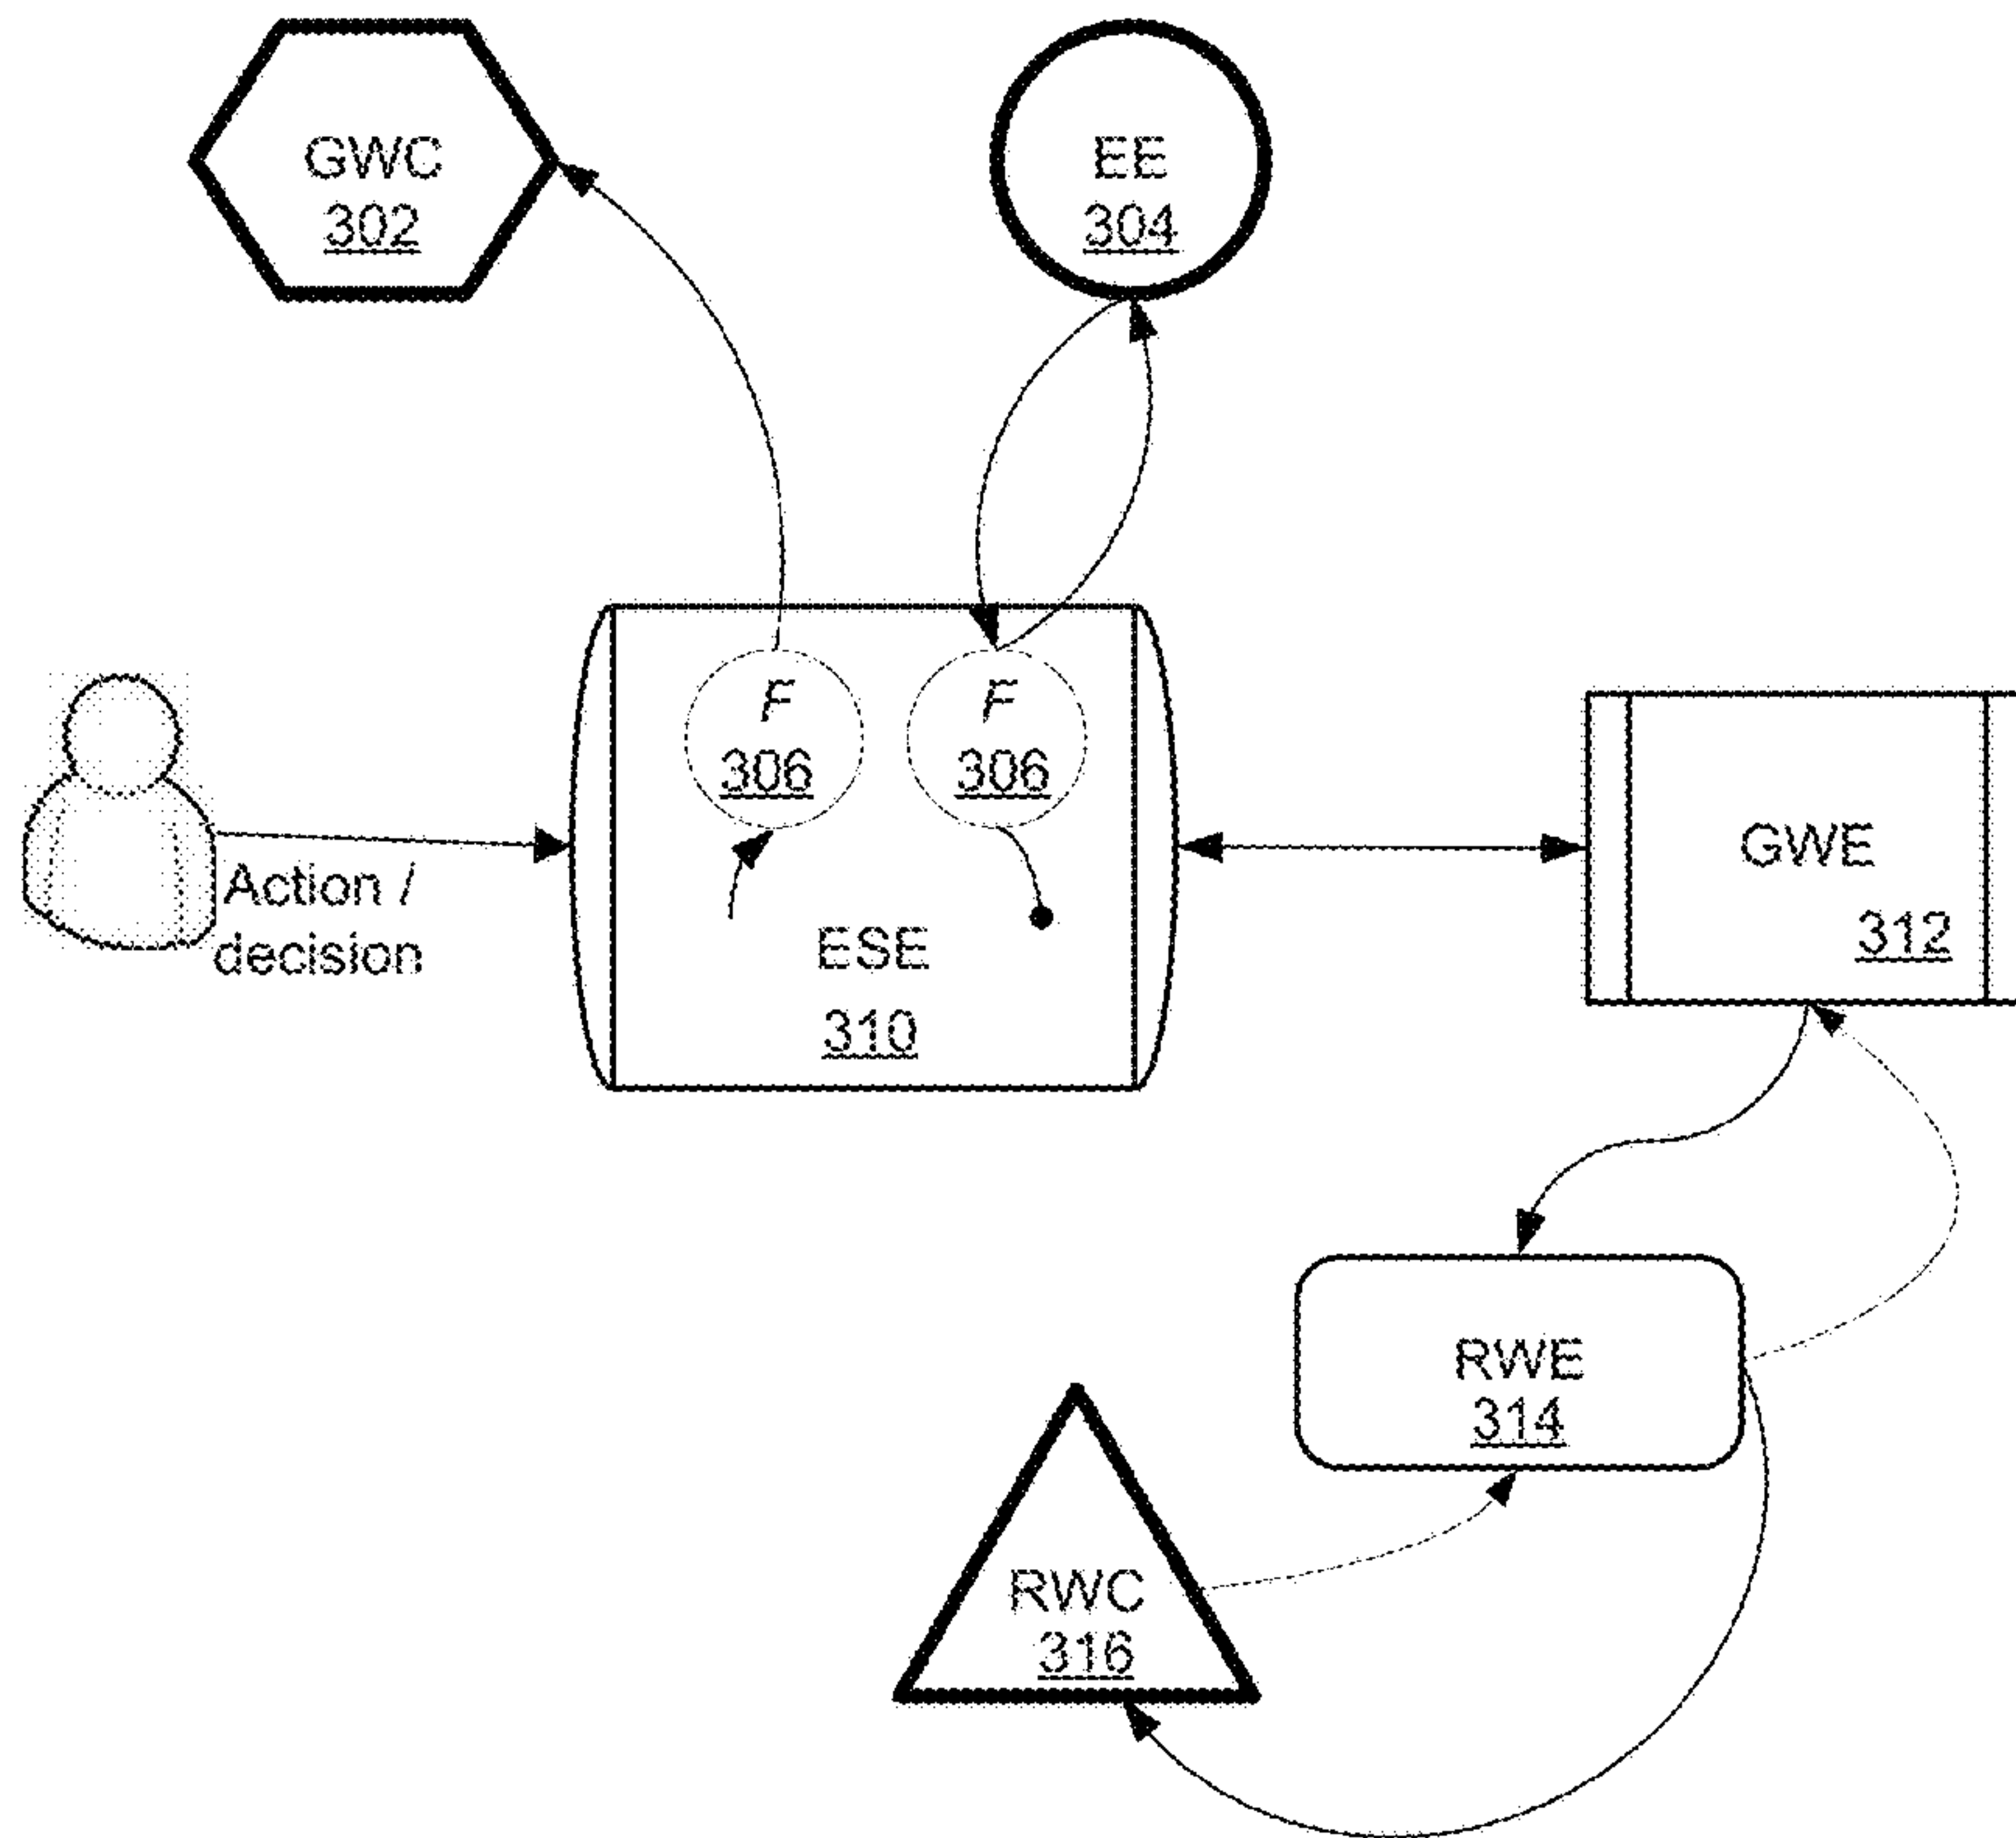 GWC
302
EE
304
F
306
F
306
Action /
decision
ESE
310
GWE
312
RWE
314
RWC
316